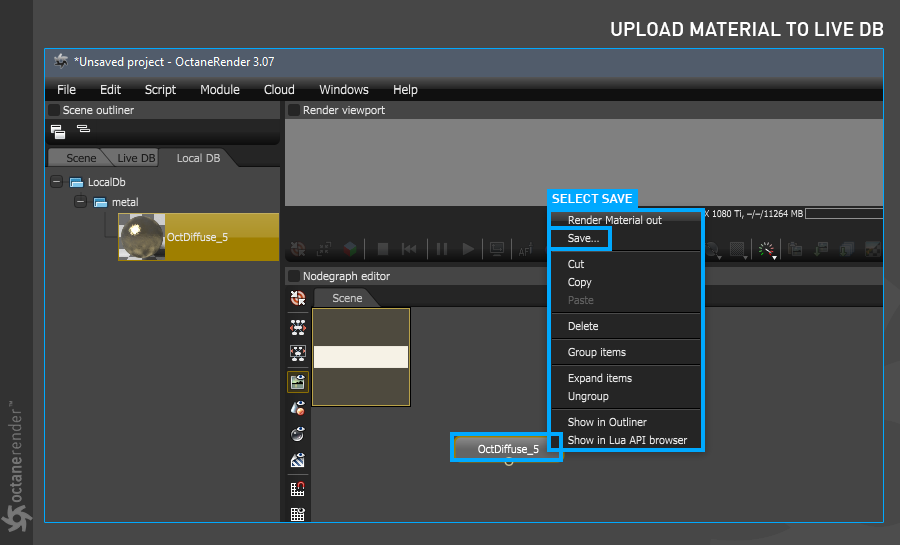 UPLOAD MATERIAL TO LIVE DB
*Unsaved project - OctaneRender 3.07
File Edit Script Module Cloud Windows Help
Scene outliner
Render viewport
Scene Live DB Local DB
LocalDb
metal
OctDiffuse_5
SELECT SAVE
X 1080 Ti, -/-/11264 MB
Render Material out
Save...
AF
Cut
Copy
Paste
Delete
Group items
Expand items
Ungroup
Show in Outliner
Show in Lua API browser
Nodegraph editor
Scene
OctDiffuse_5
octanerender™